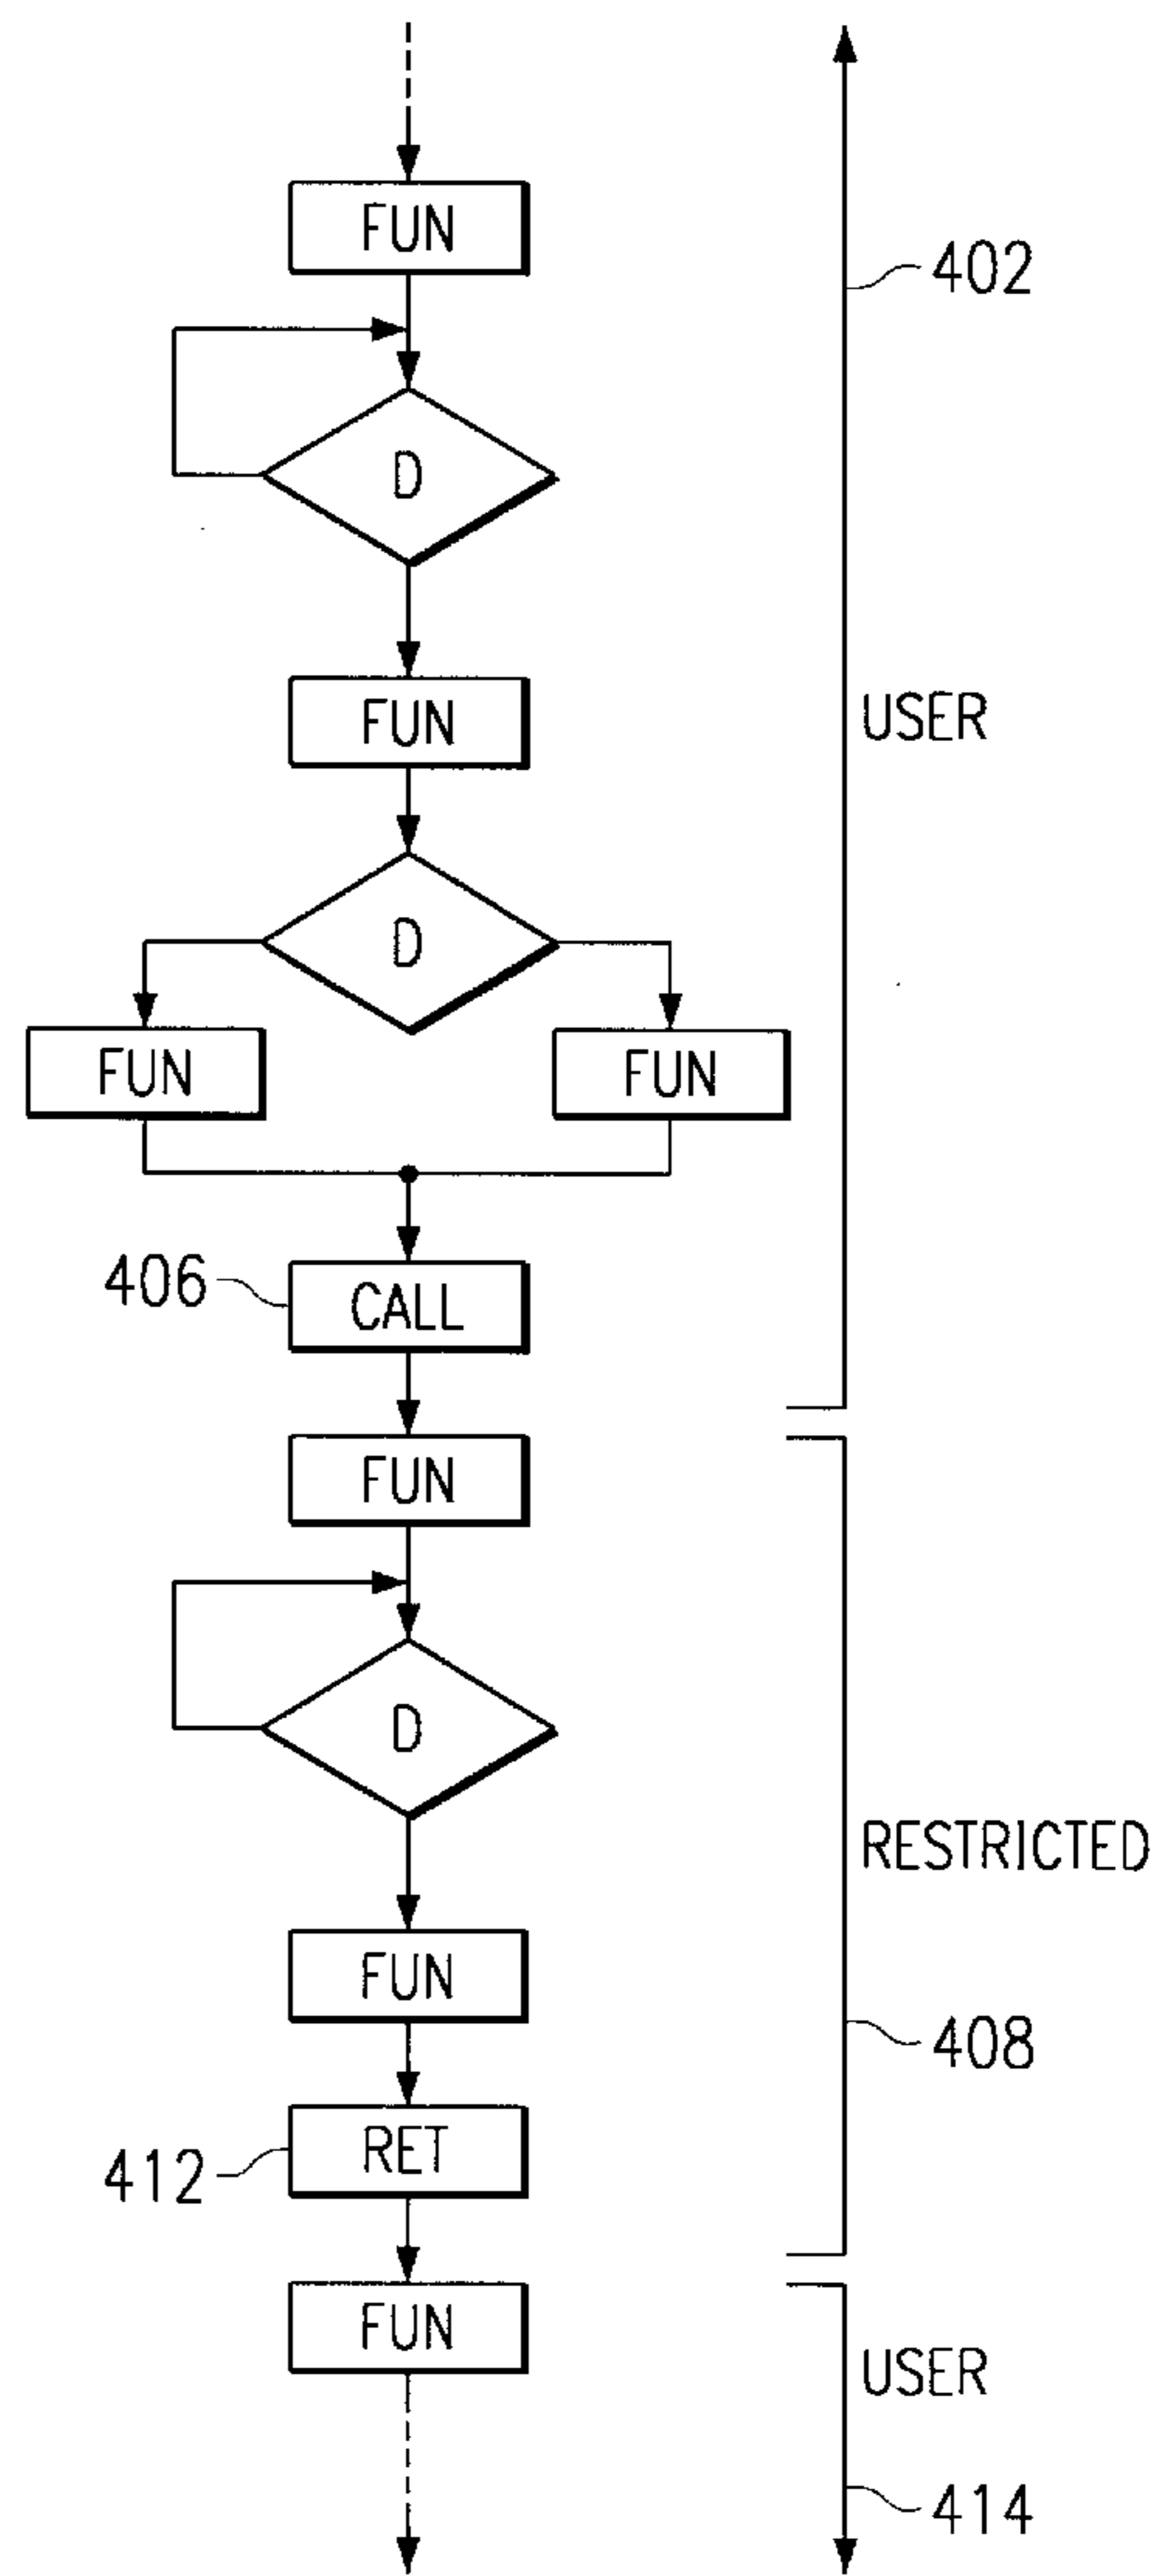 FUN
402
D
FUN
USER
D
FUN FUN
406 CALL
FUN
D
RESTRICTED
FUN
408
412 RET
FUN
USER
414